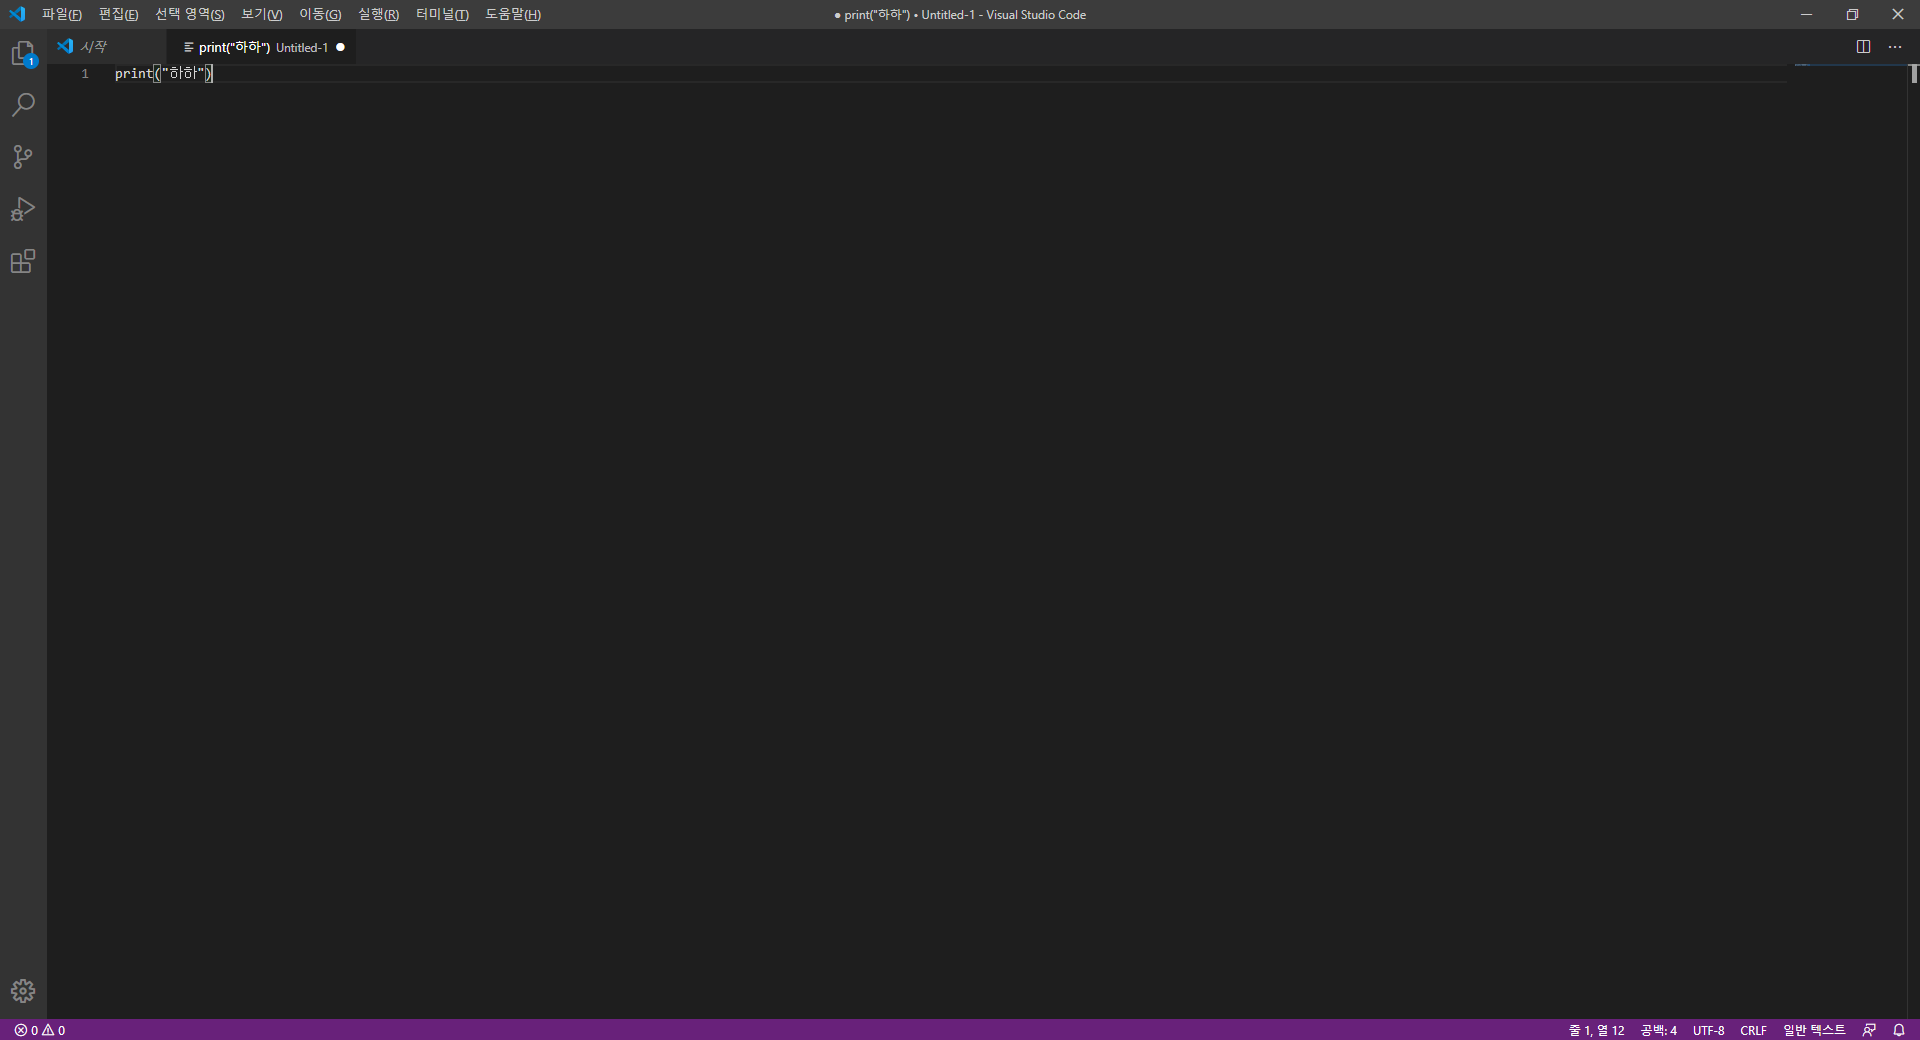 파일(F) 편집(E) 선택 영역(S) 보기(V) 이동(G) 실행(R) 터미널(T) 도움말(H) ● print("하하") • Untitled-1 - Visual Studio Code
시작 print("하하") Untitled-1 ●
1 print("하하")
1
0 0 줄 1, 열 12 공백: 4 UTF-8 CRLF 일반 텍스트